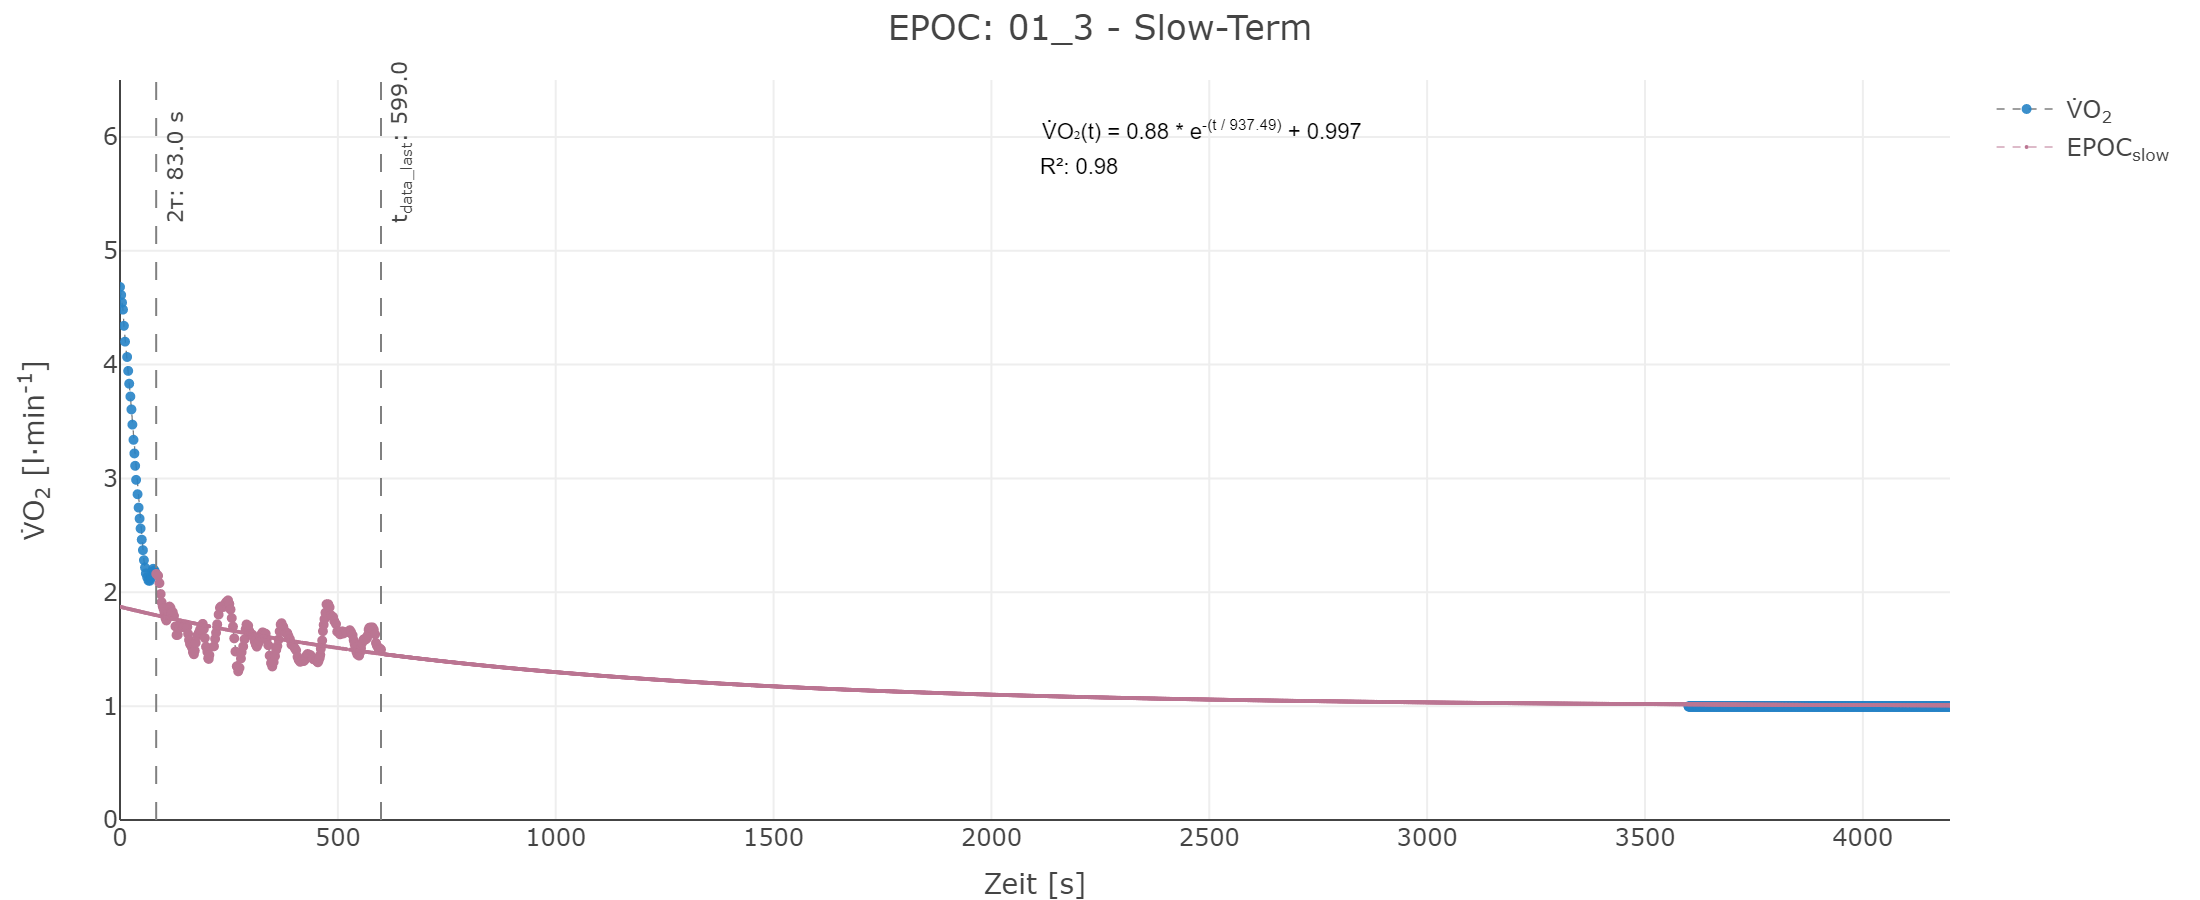 EPOC: 01_3 - Slow-Term
V̇O₂
EPOCslow
V̇O₂(t) = 0.88 * e-(t / 937.49) + 0.997
R²: 0.98
2τ: 83.0 s
tdata_last: 599.0
V̇O₂ [l·min-1]
6
5
4
3
2
1
0
0 500 1000 1500 2000 2500 3000 3500 4000
Zeit [s]